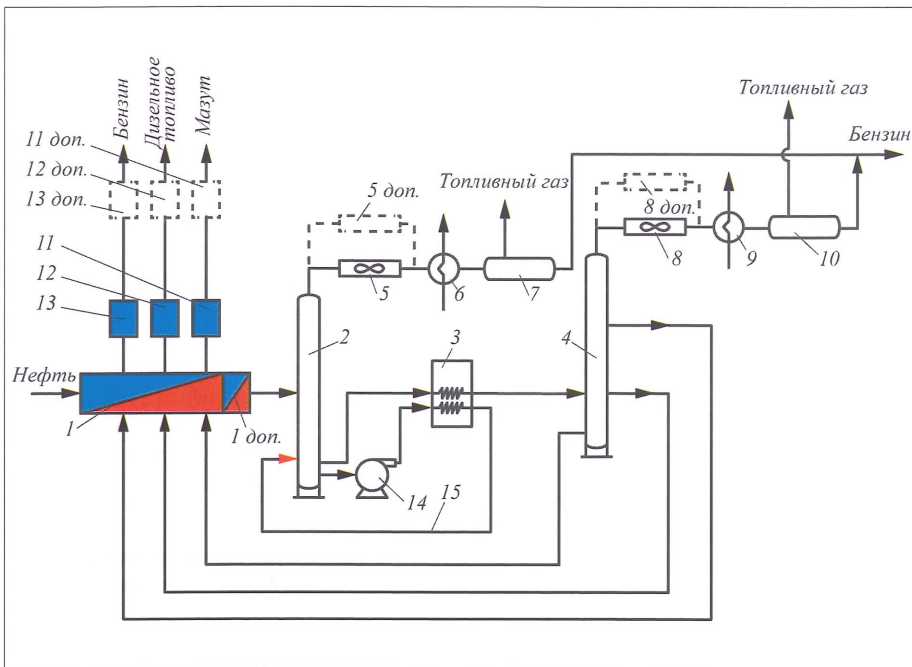 Бензин
Дизельное
топливо
Мазут
Топливный газ
Бензин
11 доп.
12 доп.
13 доп.
Топливный газ
5 доп.
8 доп.
11
12
13
5
6
7
8
9
10
2
3
4
Нефть
1
1 доп.
14
15